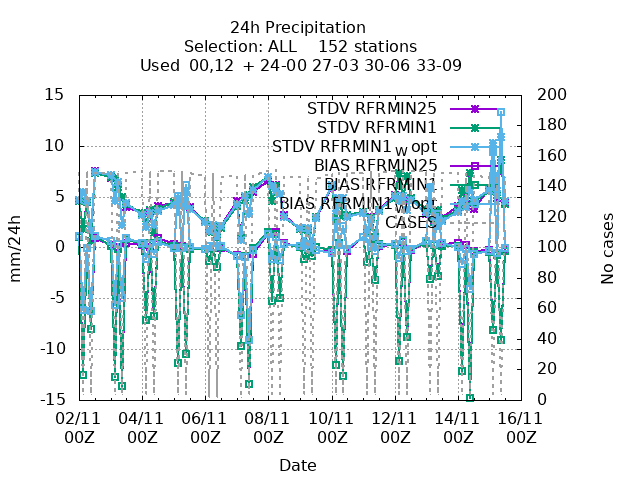 24h Precipitation
Selection: ALL    152 stations
Used  00,12  + 24-00 27-03 30-06 33-09
15
10
5
0
-5
-10
-15
mm/24h
STDV RFRMIN25
STDV RFRMIN1
STDV RFRMIN1w opt
BIAS RFRMIN25
BIAS RFRMIN1
BIAS RFRMIN1w opt
CASES
200
180
160
140
120
100
80
60
40
20
0
No cases
02/11 04/11 06/11 08/11 10/11 12/11 14/11 16/11
00Z 00Z 00Z 00Z 00Z 00Z 00Z 00Z
Date